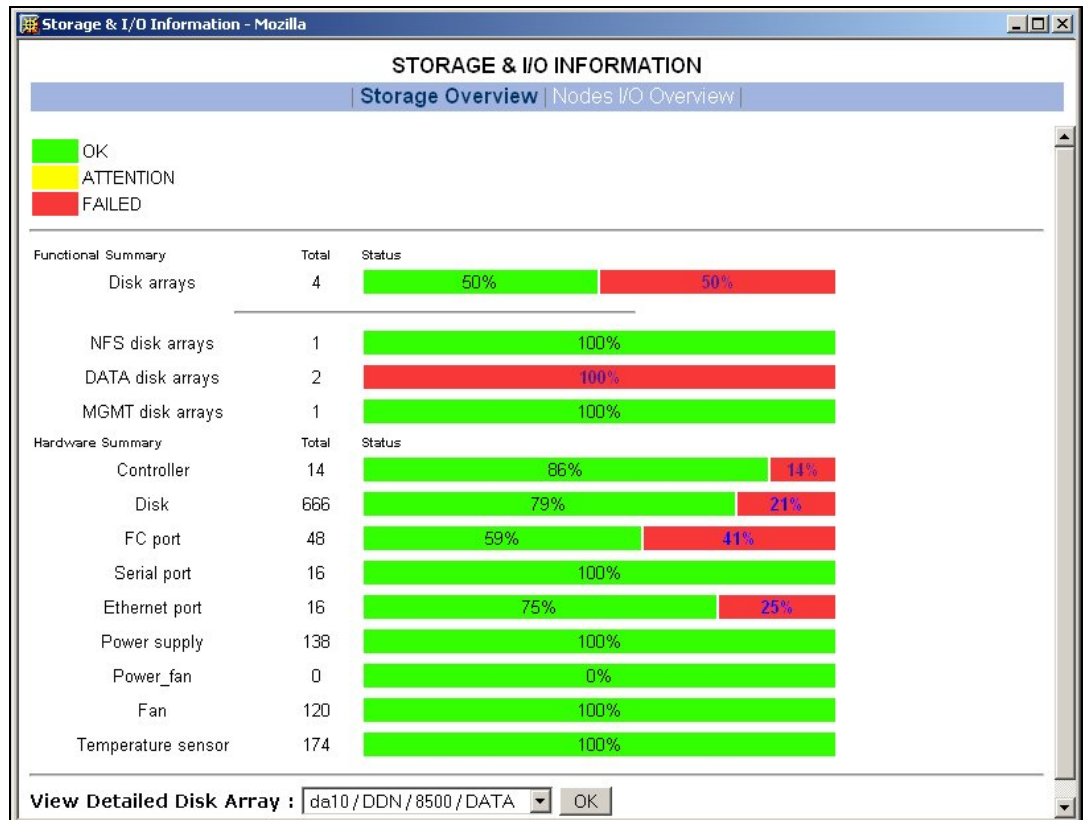 Storage & I/O Information - Mozilla
STORAGE & I/O INFORMATION
| Storage Overview | Nodes I/O Overview |
OK
ATTENTION
FAILED
Functional Summary Total Status
Disk arrays 4 50% 50%
NFS disk arrays 1 100%
DATA disk arrays 2 100%
MGMT disk arrays 1 100%
Hardware Summary Total Status
Controller 14 86% 14%
Disk 666 79% 21%
FC port 48 59% 41%
Serial port 16 100%
Ethernet port 16 75% 25%
Power supply 138 100%
Power_fan 0 0%
Fan 120 100%
Temperature sensor 174 100%
View Detailed Disk Array : da10 / DDN / 8500 / DATA OK